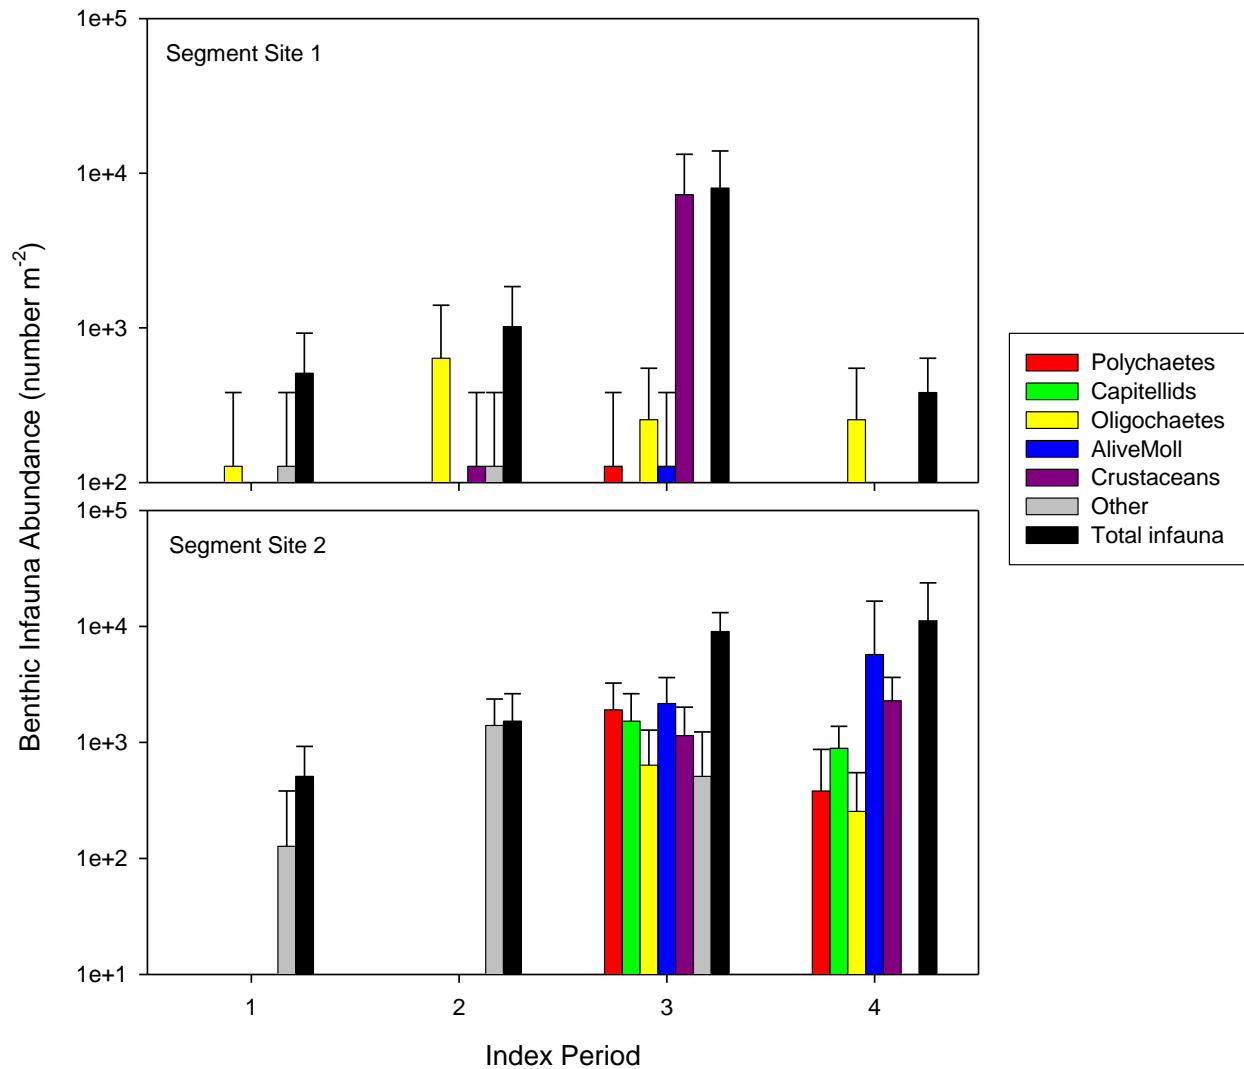 1e+5
Segment Site 1
1e+4
1e+3
1e+2
1e+5
Segment Site 2
1e+4
1e+3
1e+2
1e+1
1 2 3 4
Index Period
Benthic Infauna Abundance (number m-2)
Polychaetes
Capitellids
Oligochaetes
AliveMoll
Crustaceans
Other
Total infauna